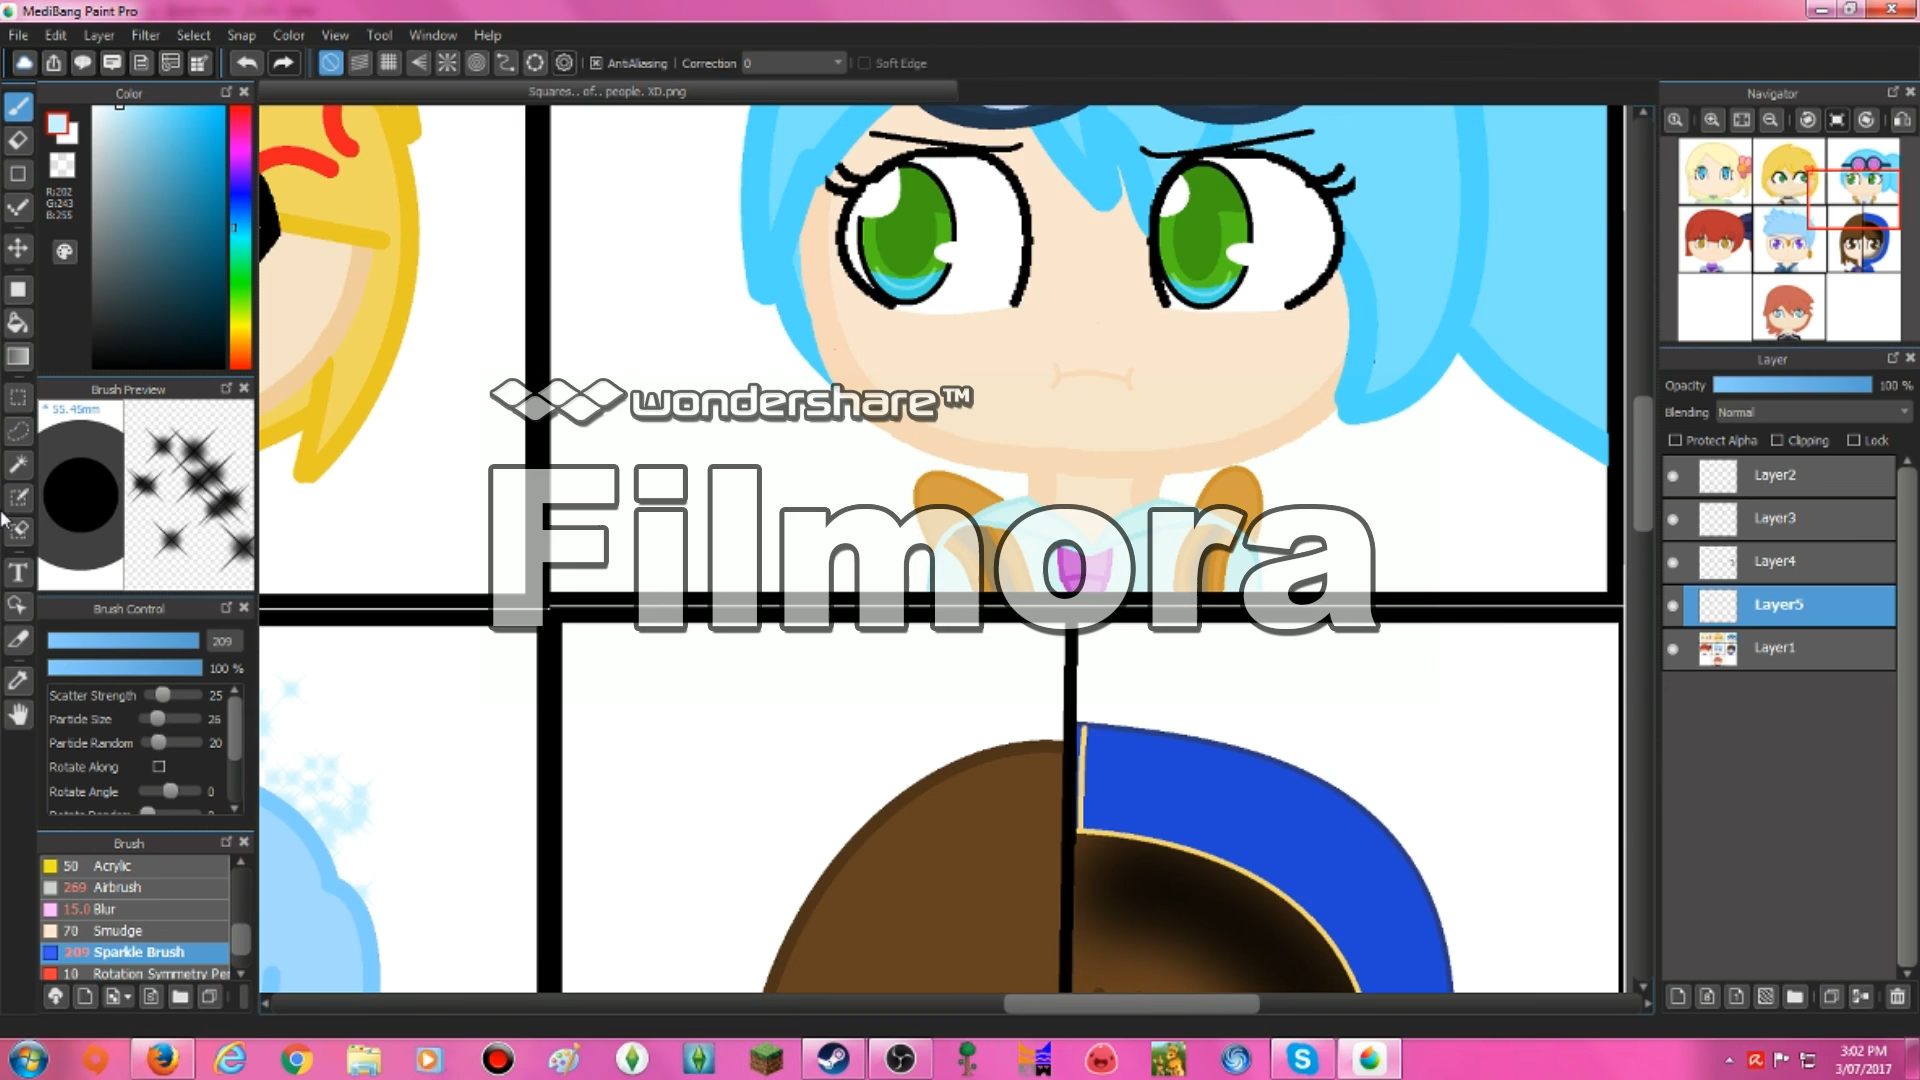 MediBang Paint Pro
File Edit Layer Filter Select Snap Color View Tool Window Help
AntiAliasing Correction 0 Soft Edge
Color
Squares.. of.. people. XD.png
Navigator
R:202
G:243
B:255
Layer
Opacity 100 %
Blending Normal
Protect Alpha Clipping Lock
Brush Preview
* 55.45mm
wondershare™
Filmora
Layer2
Layer3
Layer4
Layer5
Layer1
Brush Control
209
100 %
Scatter Strength 25
Particle Size 26
Particle Random 20
Rotate Along
Rotate Angle 0
Brush
50 Acrylic
269 Airbrush
15.0 Blur
70 Smudge
209 Sparkle Brush
10 Rotation Symmetry Per
3:02 PM
3/07/2017